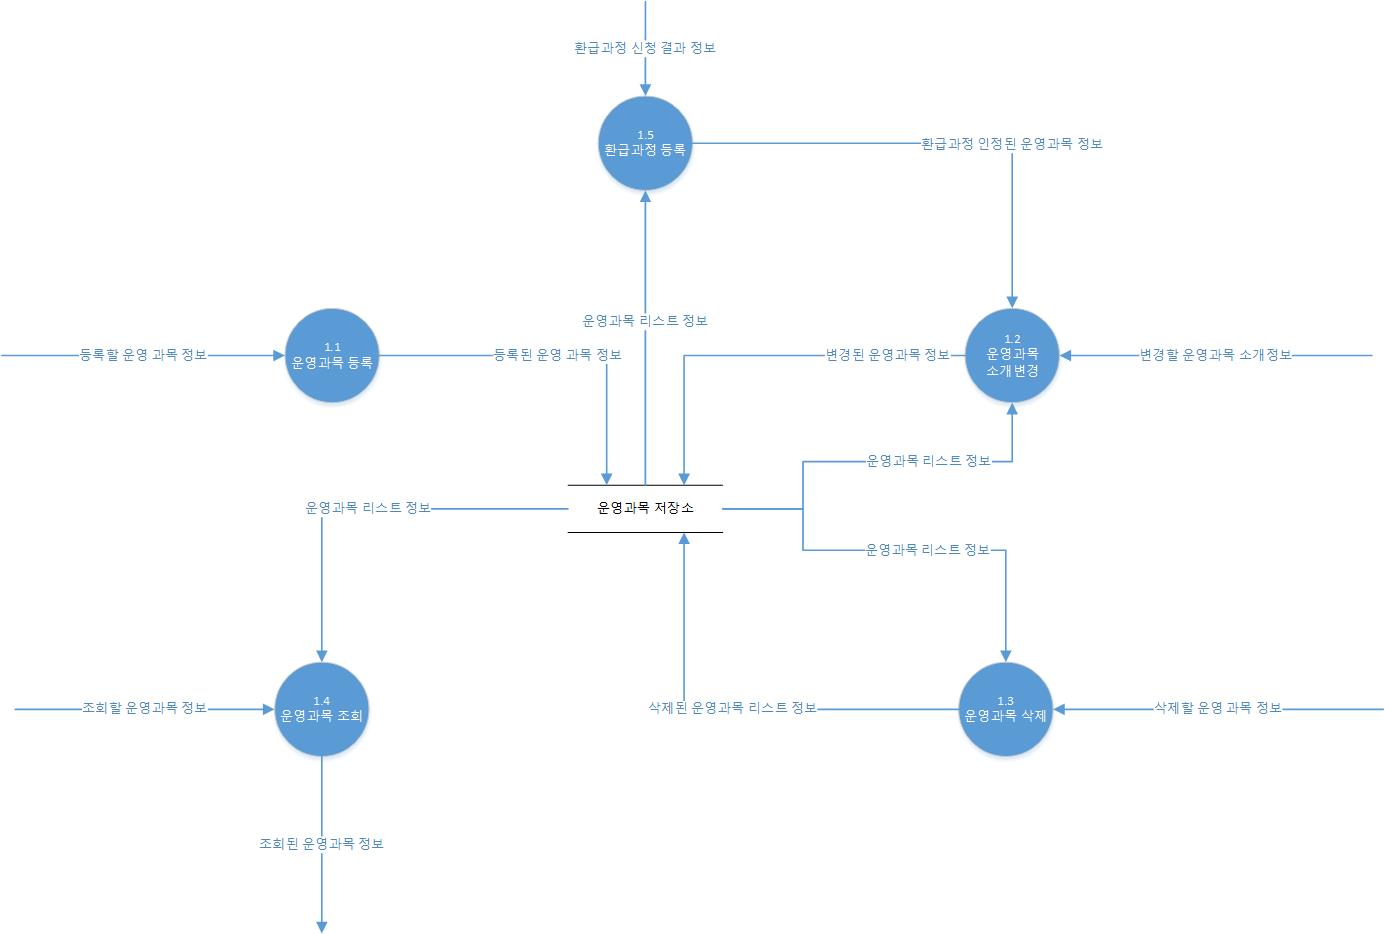 환급과정 신청 결과 정보
1.5
환급과정 등록
환급과정 인정된 운영과목 정보
운영과목 리스트 정보
등록할 운영 과목 정보
1.1
운영과목 등록
등록된 운영 과목 정보
변경된 운영과목 정보
1.2
운영과목
소개변경
변경할 운영과목 소개정보
운영과목 리스트 정보
운영과목 리스트 정보
운영과목 저장소
운영과목 리스트 정보
조회할 운영과목 정보
1.4
운영과목 조회
삭제된 운영과목 리스트 정보
1.3
운영과목 삭제
삭제할 운영 과목 정보
조회된 운영과목 정보